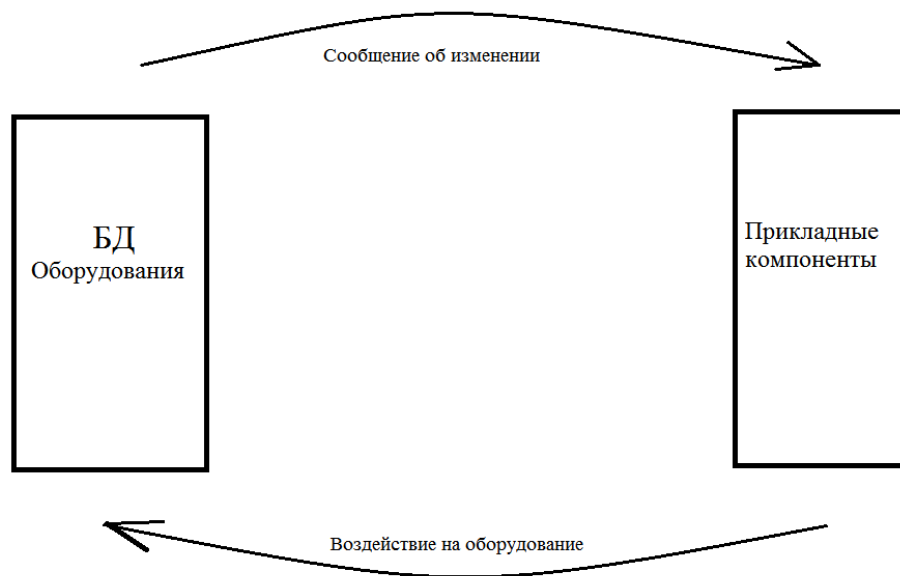 Сообщение об изменении
БД
Оборудования
Прикладные
компоненты
Воздействие на оборудование